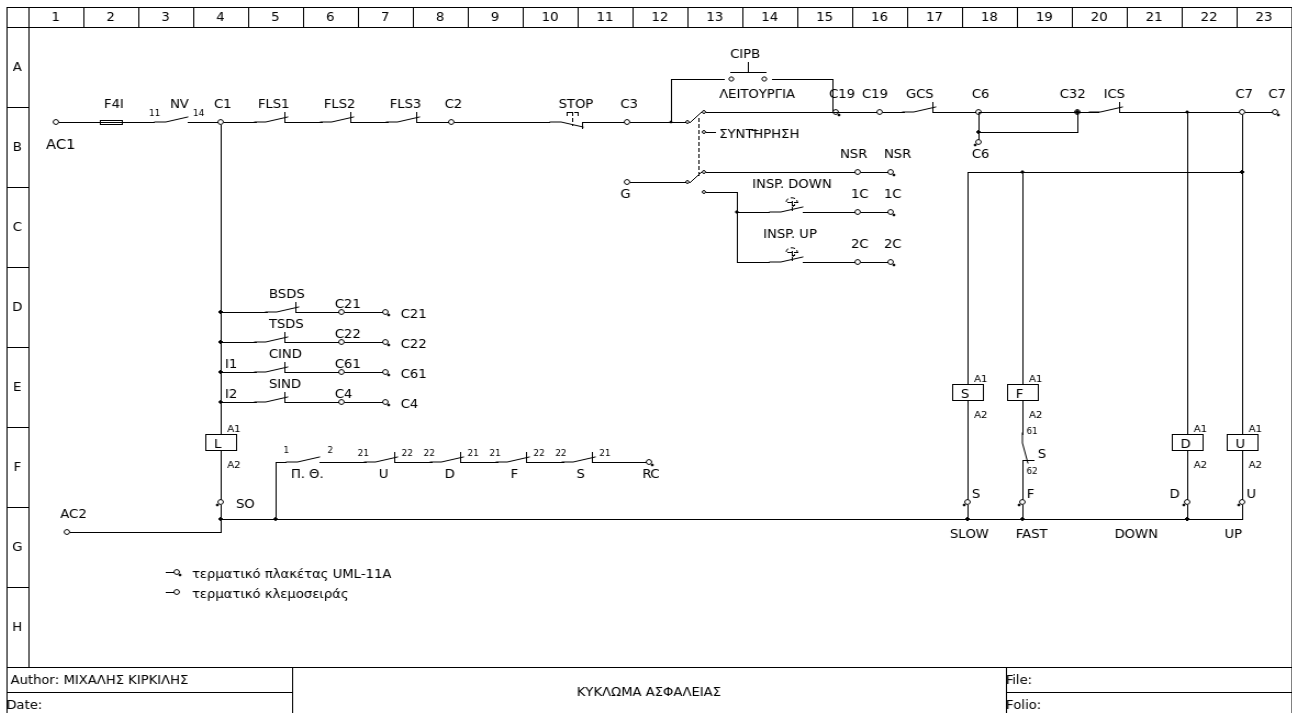 1 2 3 4 5 6 7 8 9 10 11 12 13 14 15 16 17 18 19 20 21 22 23
A
CIPB
F4I 11 NV 14 C1 FLS1 FLS2 FLS3 C2 STOP C3 ΛΕΙΤΟΥΡΓΙΑ C19 C19 GCS C6 C32 ICS C7 C7
AC1
B
ΣΥΝΤΗΡΗΣΗ
C6
NSR NSR
G
INSP. DOWN
1C 1C
C
INSP. UP
2C 2C
D
BSDS C21 C21
TSDS C22 C22
E
I1 CIND C61 C61
I2 SIND C4 C4
S A1 A2
F A1 A2
61
S
62
F
L A1 A2
1 2 21 22 22 21 21 22 22 21
Π. Θ. U D F S RC
D A1 A2
U A1 A2
SO
S F D U
AC2
G
SLOW FAST DOWN UP
τερματικό πλακέτας UML-11A
τερματικό κλεμοσειράς
H
Author: ΜΙΧΑΛΗΣ ΚΙΡΚΙΛΗΣ
Date:
ΚΥΚΛΩΜΑ ΑΣΦΑΛΕΙΑΣ
File:
Folio: